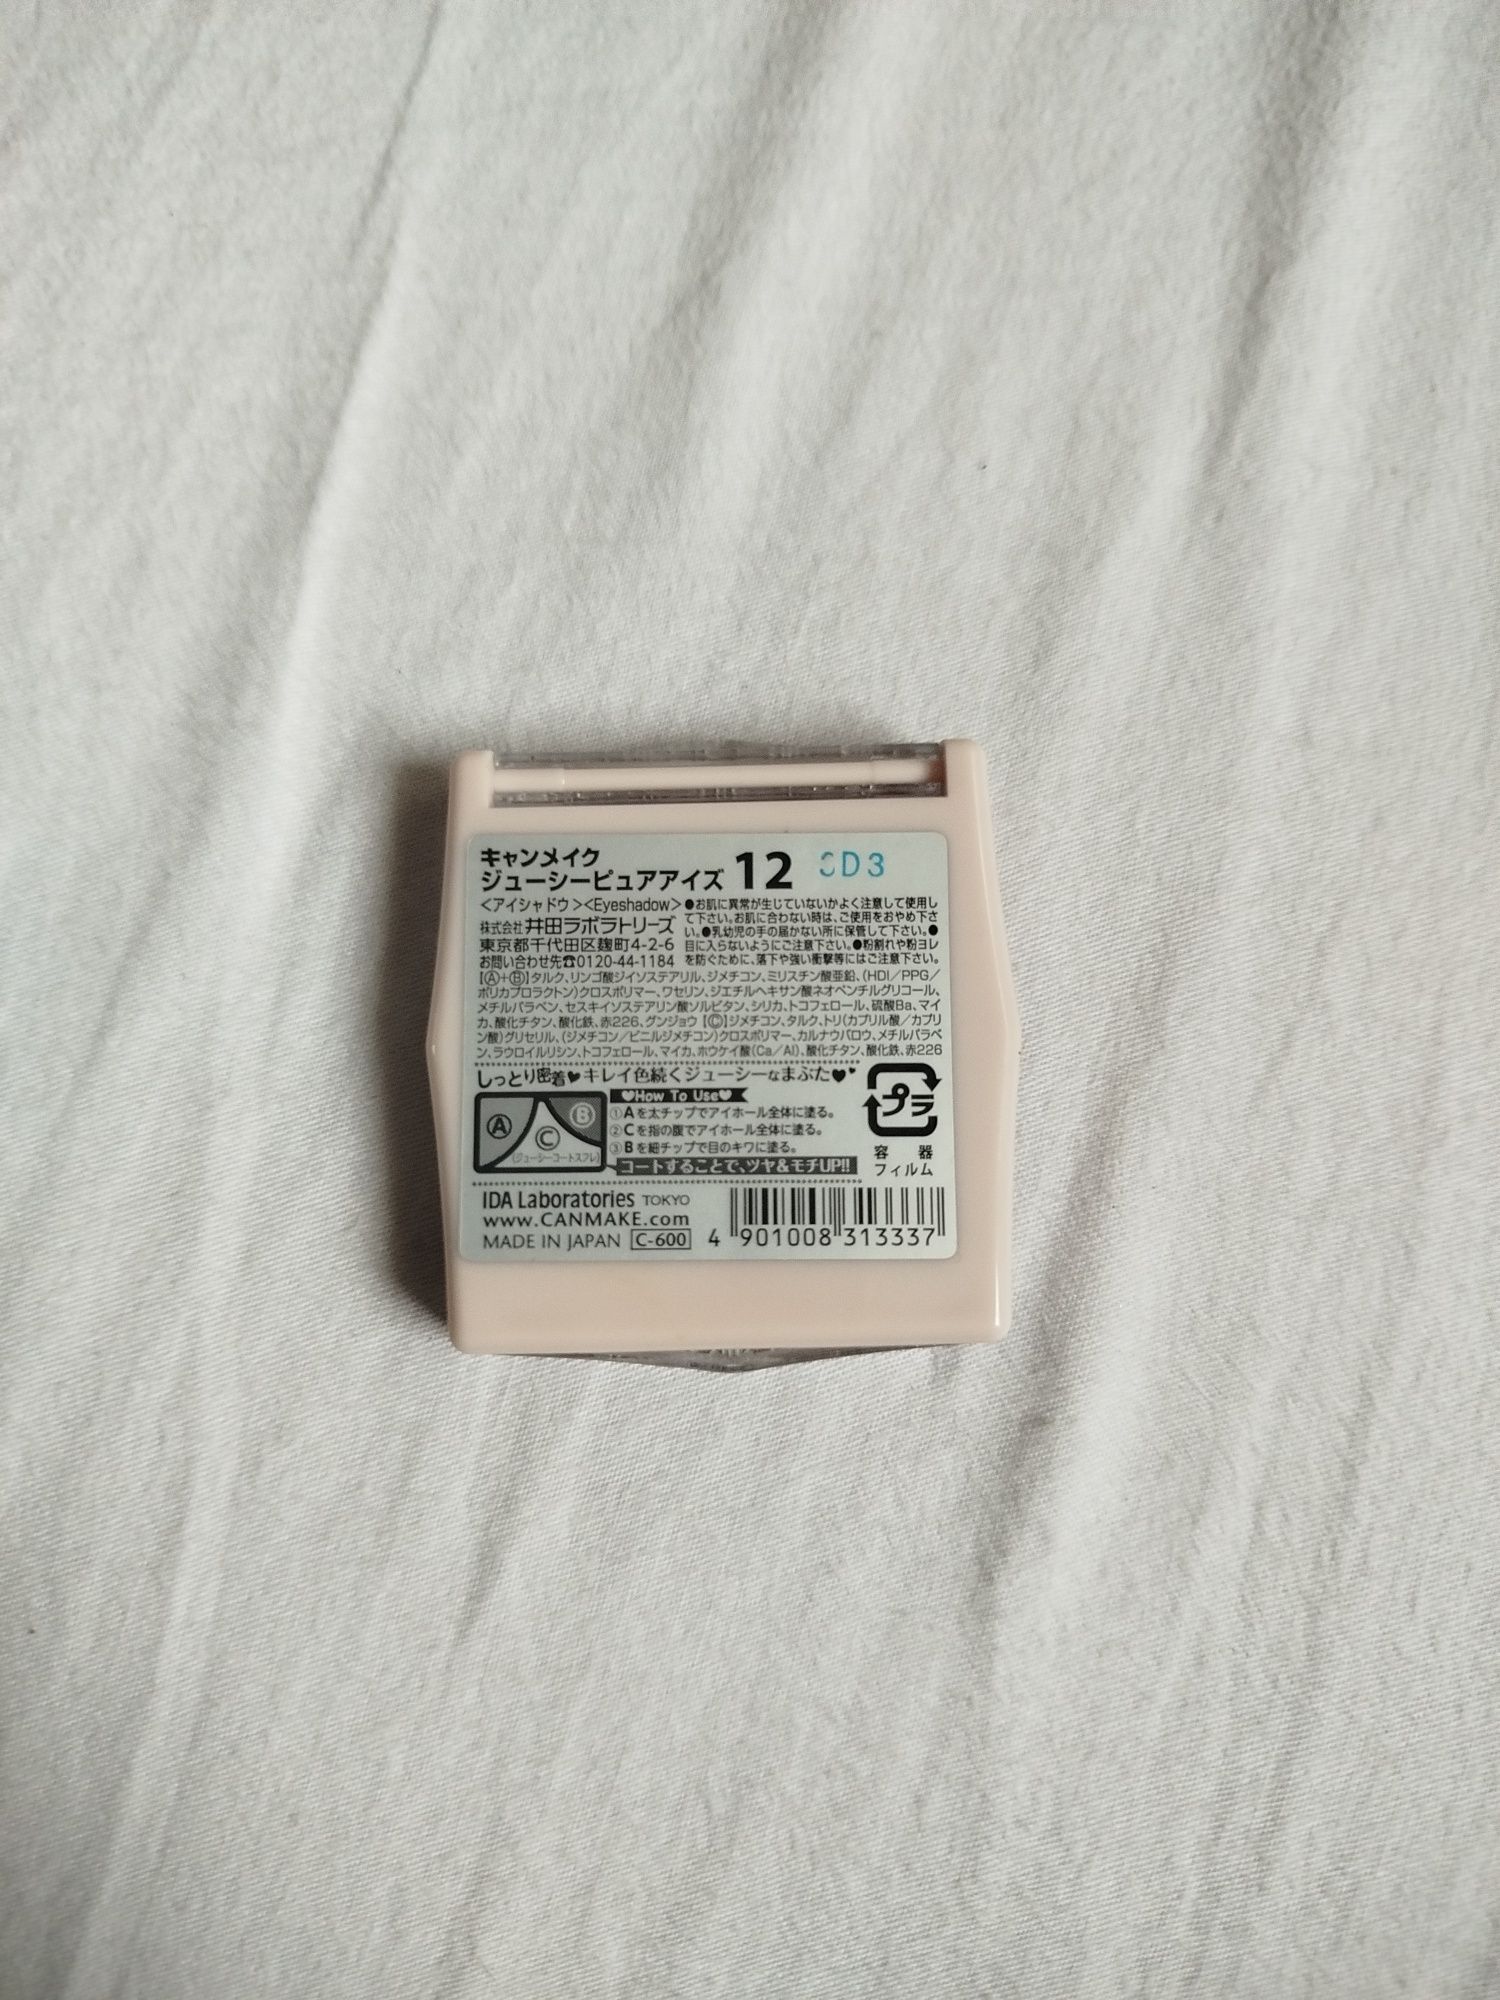 キャンメイク
ジューシーピュアアイズ 12 SD3
<アイシャドウ><Eyeshadow>
株式会社 井田ラボラトリーズ
東京都千代田区麹町4-2-6
お問い合わせ先☎0120-44-1184
●お肌に異常が生じていないかよく注意して使用し
て下さい。お肌に合わない時は、ご使用をおやめ下さ
い。●乳幼児の手の届かない所に保管して下さい。●
目に入らないようにご注意下さい。●粉割れや粉ヨレ
を防ぐために、落下や強い衝撃等にはご注意下さい。
【Ⓐ+Ⓑ】タルク、リンゴ酸ジイソステアリル、ジメチコン、ミリスチン酸亜鉛、(HDI/PPG/
ポリカプロラクトン)クロスポリマー、ワセリン、ジエチルヘキサン酸ネオペンチルグリコール、
メチルパラベン、セスキイソステアリン酸ソルビタン、シリカ、トコフェロール、硫酸Ba、マイ
カ、酸化チタン、酸化鉄、赤226、グンジョウ【Ⓒ】ジメチコン、タルク、トリ(カプリル酸/カプリ
ン酸)グリセリル、(ジメチコン/ビニルジメチコン)クロスポリマー、カルナウバロウ、メチルパラベ
ン、ラウロイルリシン、トコフェロール、マイカ、ホウケイ酸(Ca/Al)、酸化チタン、酸化鉄、赤226
しっとり密着♥キレイ色続くジューシーなまぶた♥♥
Ⓐ
Ⓑ
Ⓒ
(ジューシーコートスフレ)
♥How To Use♥
①Aを太チップでアイホール全体に塗る。
②Cを指の腹でアイホール全体に塗る。
③Bを細チップで目のキワに塗る。
コートすることで、ツヤ&モチUP!!
プラ
容器
フィルム
IDA Laboratories TOKYO
www.CANMAKE.com
MADE IN JAPAN C-600
4 901008 313337